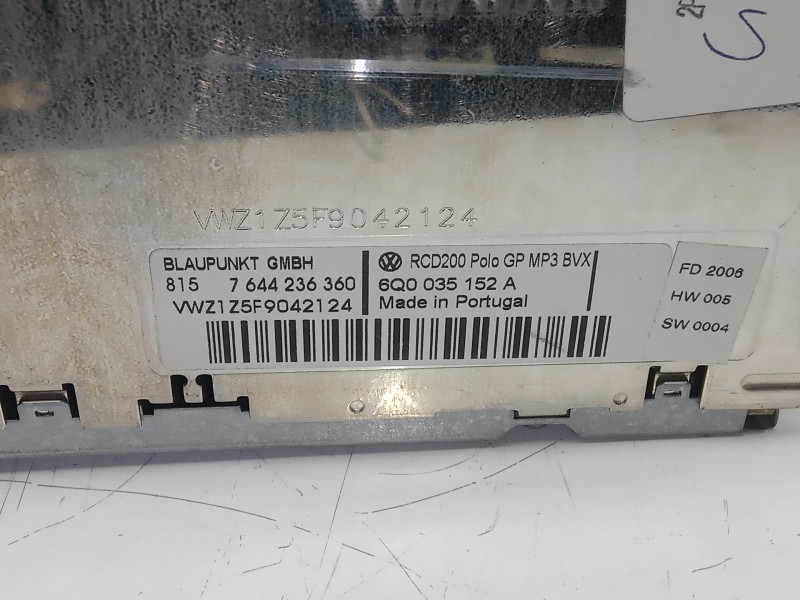 VWZ1Z5F9042124
BLAUPUNKT GMBH
815 7 644 236 360
VWZ1Z5F9042124
RCD200 Polo GP MP3 BVX
6Q0 035 152 A
Made in Portugal
FD 2006
HW 005
SW 0004